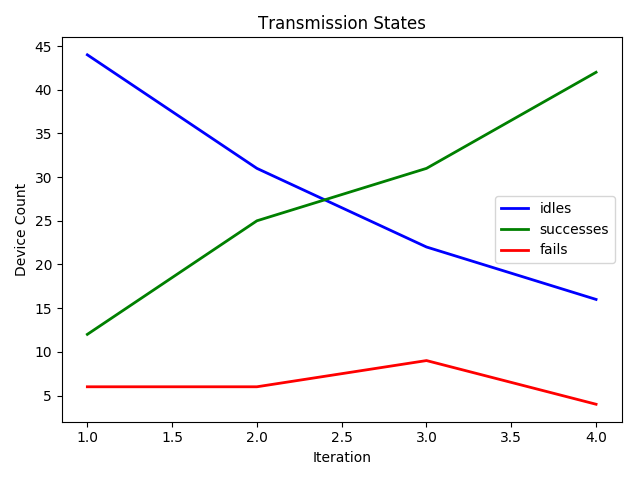 Transmission States
45
40
35
30
25
20
15
10
5
Device Count
idles
successes
fails
1.0 1.5 2.0 2.5 3.0 3.5 4.0
Iteration